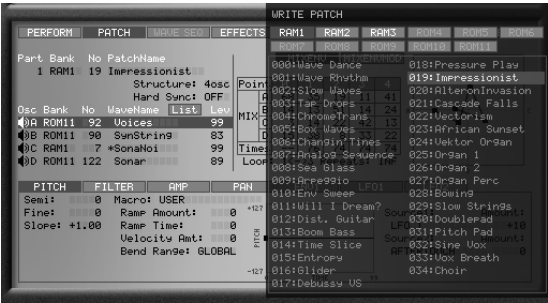 PERFORM PATCH WAVE SEQ EFFECTS
Part Bank No PatchName
1 RAM1 19 Impressionist
Structure: 4osc
Hard Sync: OFF
Osc Bank No WaveName List Lev
A ROM11 92 Voices 99
B ROM11 90 SynString 83
C RAM1 7 *SonaNoi 99
D ROM11 122 Sonar 89
Poin
MIX
Time
Loop
PITCH FILTER AMP PAN LFO1
Semi: 0 Macro: USER
Fine: 0 Ramp Amount: 0
Slope: +1.00 Ramp Time: 0
Velocity Amt: 0
Bend Range: GLOBAL
+127
PITCH
-127
WRITE PATCH
RAM1 RAM2 RAM3 ROM4 ROM5 ROM6
ROM7 ROM8 ROM9 ROM10 ROM11
000:Wave Dance
001:Wave Rhythm
002:Slow Waves
003:Tap Drops
004:ChromeTrans
005:Box Waves
006:Changin'Times
007:Analog Sequence
008:Sea Glass
009:Arpeggio
010:Env Sweep
011:Will I Dream?
012:Dist. Guitar
013:Boom Bass
014:Time Slice
015:Entropy
016:Glider
017:Debussy VS
018:Pressure Play
019:Impressionist
020:AlteronInvasion
021:Cascade Falls
022:Vectorism
023:African Sunset
024:Vektor Organ
025:Organ 1
026:Organ 2
027:Organ Perc
028:Bowing
029:Slow Strings
030:Doublepad
031:Pitch Pad
032:Sine Vox
033:Vox Breath
034:Choir